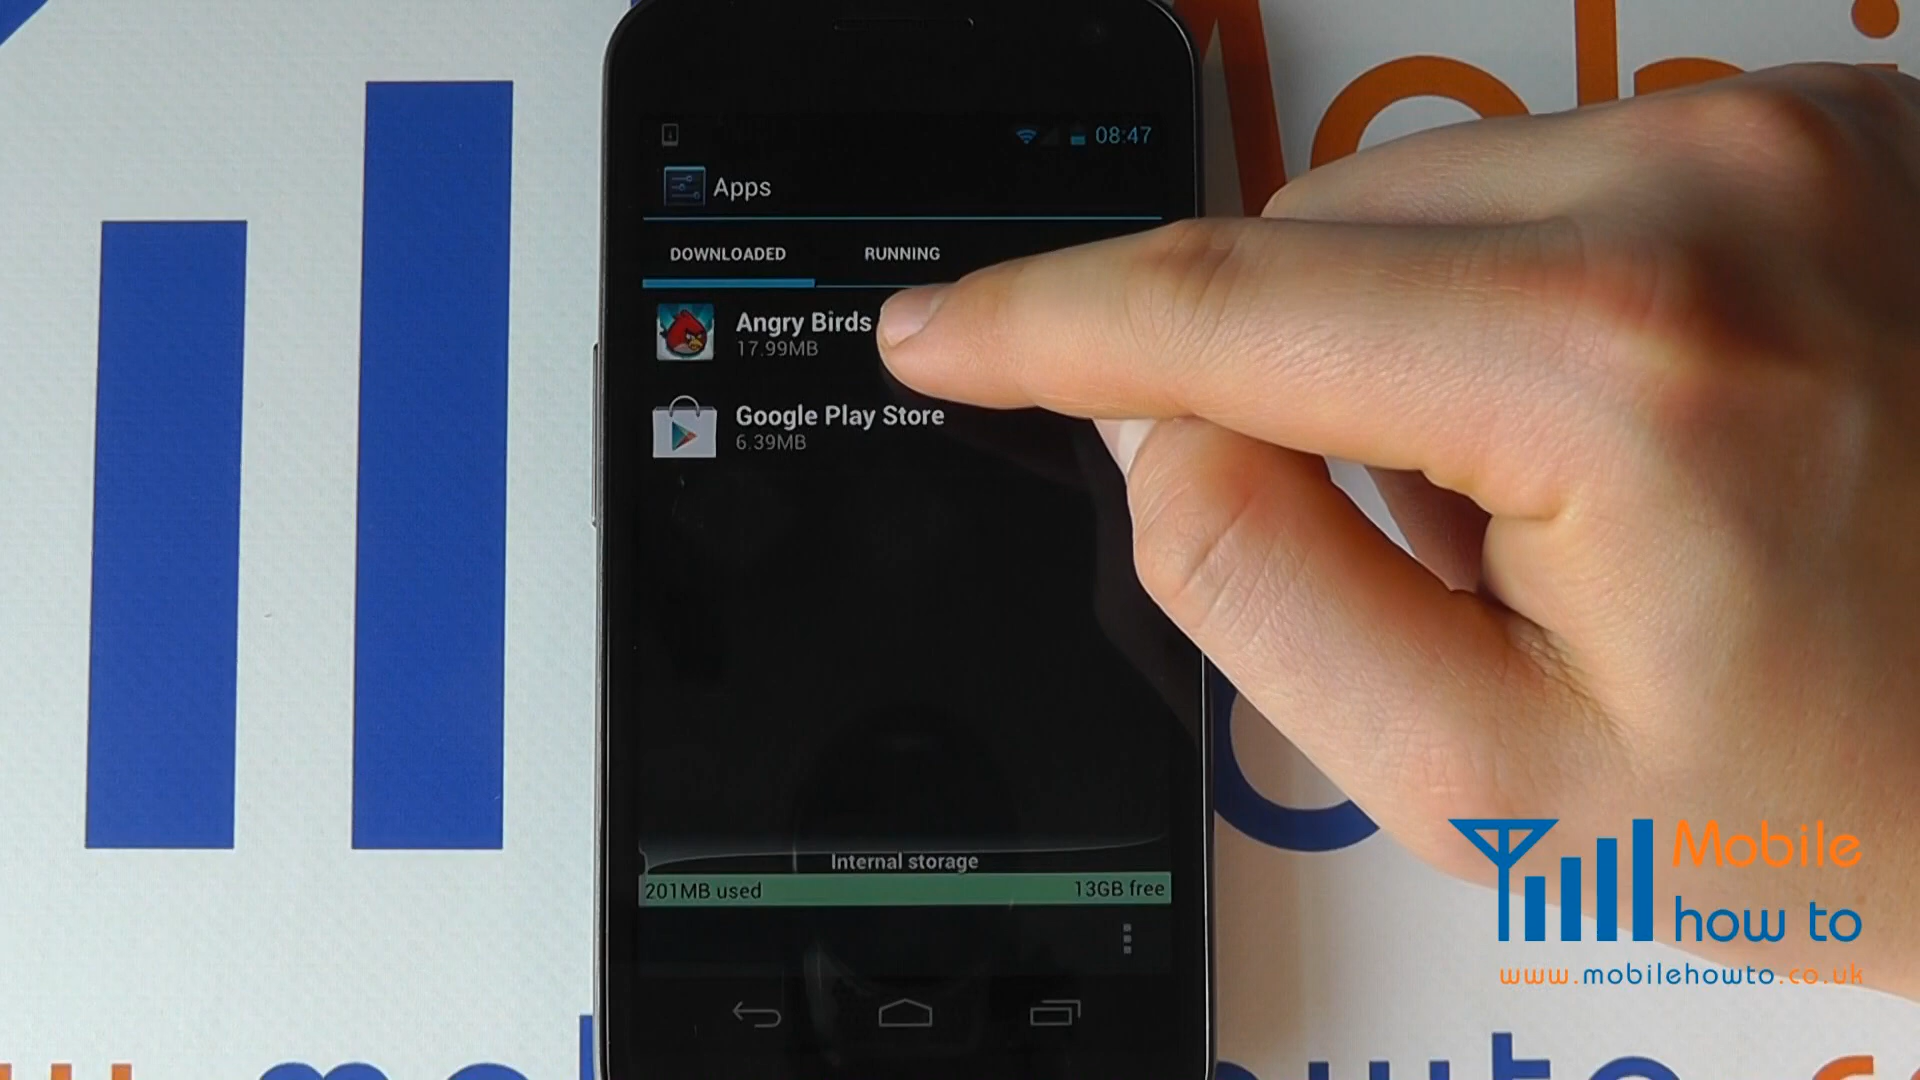 08:47
Apps
DOWNLOADED RUNNING
Angry Birds
17.99MB
Google Play Store
6.39MB
Internal storage
201MB used 13GB free
Mobile
how to
www.mobilehowto.co.uk